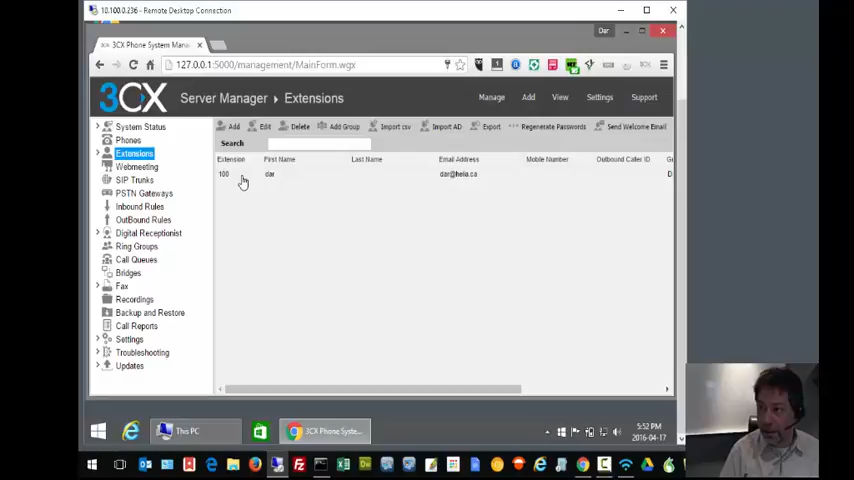 10.100.0.236 - Remote Desktop Connection
Dar
3CX Phone System Mana
127.0.0.1:5000/management/MainForm.wgx
3CX Server Manager Extensions
Manage Add View Settings Support
Add Edit Delete Add Group Import csv Import AD Export Regenerate Passwords Send Welcome Email
Search
Extension First Name Last Name Email Address Mobile Number Outbound Caller ID
100 dar dar@helia.ca D
System Status
Phones
Extensions
Webmeeting
SIP Trunks
PSTN Gateways
Inbound Rules
OutBound Rules
Digital Receptionist
Ring Groups
Call Queues
Bridges
Fax
Recordings
Backup and Restore
Call Reports
Settings
Troubleshooting
Updates
This PC
3CX Phone Syste...
5:52 PM
2016-04-17